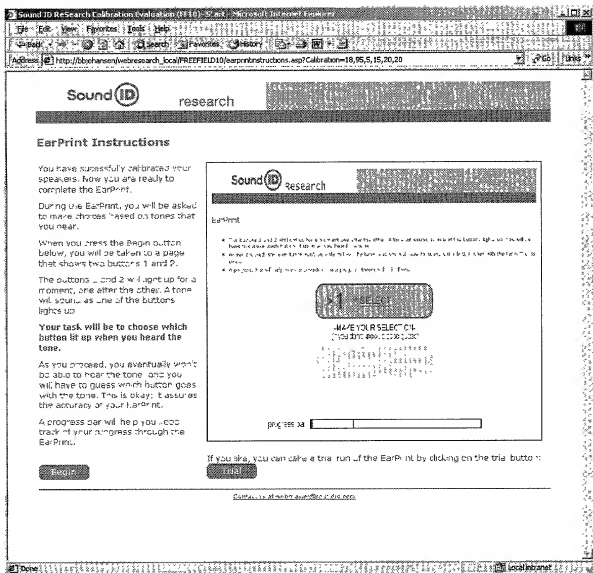 Sound ID ReSearch Calibration Evaluation (FF10) - Start - Microsoft Internet Explorer
File Edit View Favorites Tools Help
Back Search Favorites History
Address http://bbjohansen/webresearch_local/FREEFIELD10/earprintinstructions.asp?Calibration=18,95,5,15,20,20 Go Links
Sound ID research
EarPrint Instructions
You have sucessfully calibrated your
speakers. Now you are ready to
complete the EarPrint.
During the EarPrint, you will be asked
to make choices based on tones that
you hear.
When you press the Begin button
below, you will be taken to a page
that shows two buttons 1 and 2.
The buttons 1 and 2 will light up for a
moment, one after the other. A tone
will sound as one of the buttons
lights up.
Your task will be to choose which
button lit up when you heard the
tone.
As you proceed, you eventually won't
be able to hear the tone, and you
will have to guess which button goes
with the tone. This is okay; it assures
the accuracy of your EarPrint.
A progress bar will help you keep
track of your progress through the
EarPrint.
Begin
Sound ID Research
EarPrint
>1 SELECT
-MAKE YOUR SELECTION-
progress bar
If you like, you can take a trial run of the EarPrint by clicking on the trial button:
Trial
Done
Local intranet